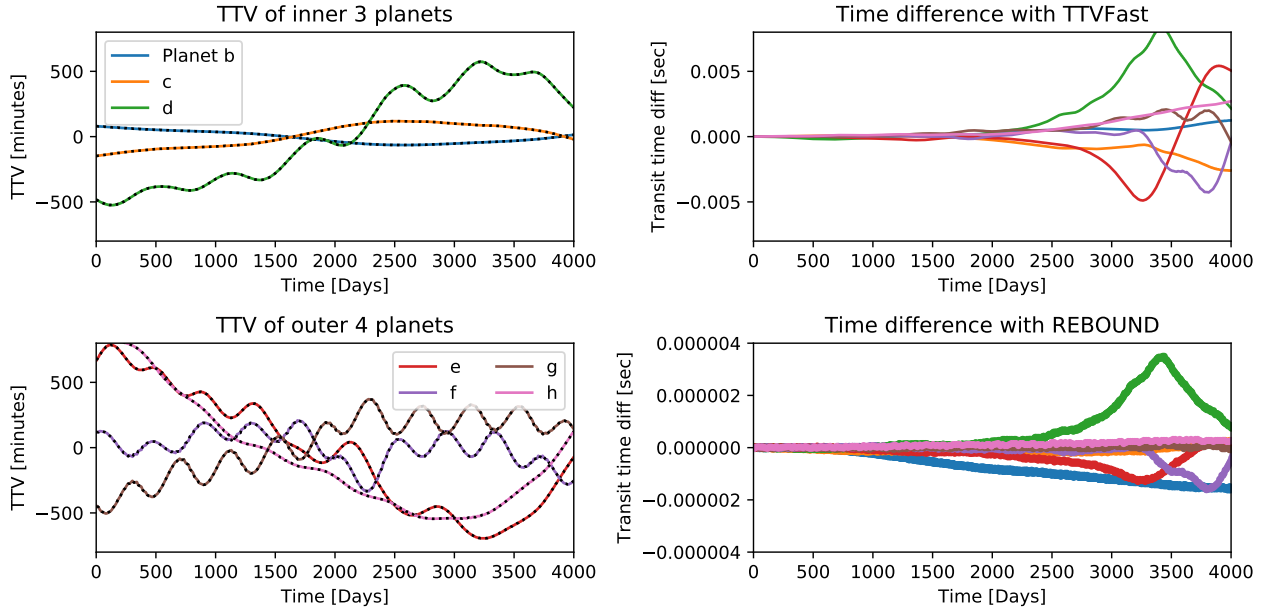 TTV of inner 3 planets
TTV [minutes]
500
0
−500
Planet b
c
d
0 500 1000 1500 2000 2500 3000 3500 4000
Time [Days]
Time difference with TTVFast
Transit time diff [sec]
0.005
0.000
−0.005
0 500 1000 1500 2000 2500 3000 3500 4000
Time [Days]
TTV of outer 4 planets
TTV [minutes]
500
0
−500
e g
f h
0 500 1000 1500 2000 2500 3000 3500 4000
Time [Days]
Time difference with REBOUND
Transit time diff [sec]
0.000004
0.000002
0.000000
−0.000002
−0.000004
0 500 1000 1500 2000 2500 3000 3500 4000
Time [Days]